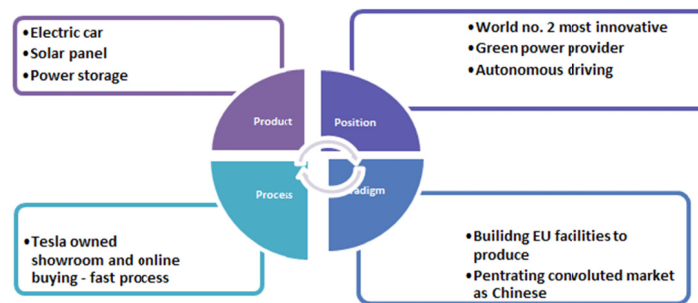 •Electric car
•Solar panel
•Power storage
•World no. 2 most innovative
•Green power provider
•Autonomous driving
Product
Position
Process
adigm
•Tesla owned
showroom and online
buying - fast process
•Builidng EU facilities to
produce
•Pentrating convoluted market
as Chinese